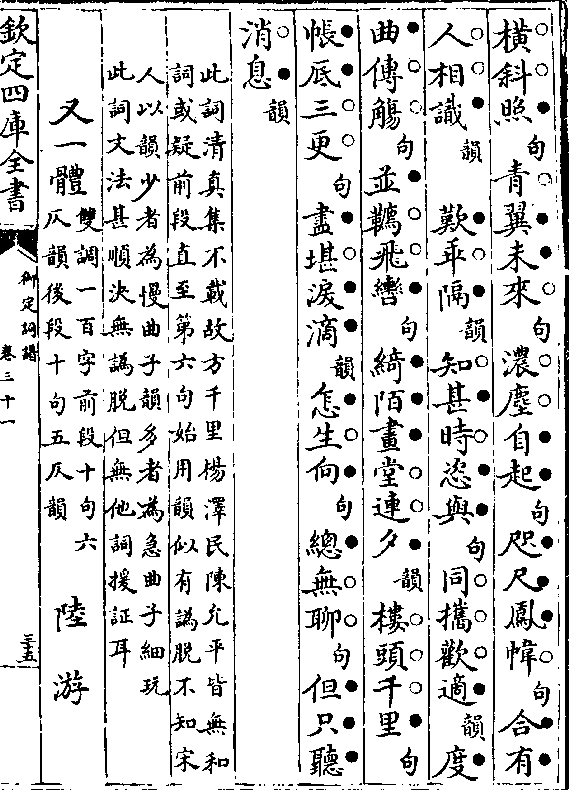 橫斜照句青翼未來句濃塵自起句咫尺鳳幃句合有
人相識韻歎乖隔韻知甚時恣與句同攜歡適韻度
曲傳觴句並韉飛轡句綺陌畫堂連夕韻樓頭千里句
帳底三更句盡堪淚滴韻怎生向句總無聊句但只聽
消息韻
此詞清真集不載故方千里楊澤民陳允平皆無和
詞或疑前段直至第六句始用韻似有譌脫不知宋
人以韻少者為慢曲子韻多者為急曲子細玩
此詞文法甚順決無譌脫但無他詞援証耳
又一體雙調一百字前段十句六
仄韻後段十句五仄韻
陸游
欽定四庫全書
御定詞譜
卷三十一
三五